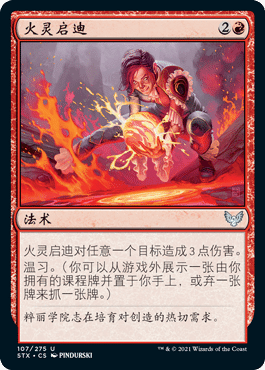 火灵启迪 2
法术
火灵启迪对任意一个目标造成3点伤害。
温习。（你可以从游戏外展示一张由你
拥有的课程牌并置于你手上，或弃一张
牌来抓一张牌。）
粹丽学院志在培育对创造的热切需求。
107/275 U
STX • CS PINDURSKI
™ & © 2021 Wizards of the Coast